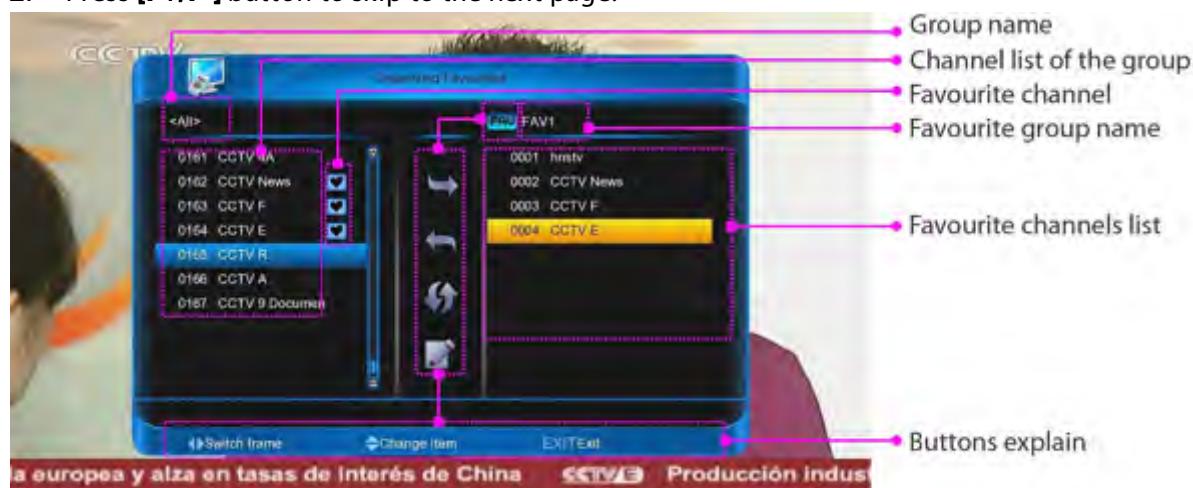 Group name
Channel list of the group
Favourite channel
Favourite group name
Favourite channels list
Buttons explain
<All>
FAV FAV1
0161 CCTV 4A
0162 CCTV News
0163 CCTV F
0164 CCTV E
0165 CCTV R
0166 CCTV A
0167 CCTV 9 Documen
0001 hnstv
0002 CCTV News
0003 CCTV F
0004 CCTV E
Switch frame
Change item
EXIT Exit
la europea y alza en tasas de interés de China CCTV E Producción indus